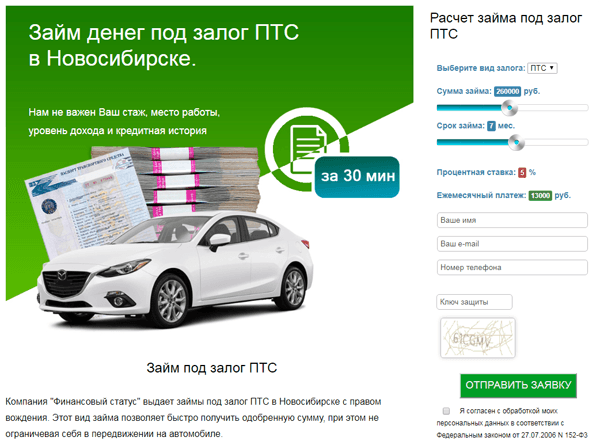 Займ денег под залог ПТС
в Новосибирске.
Нам не важен Ваш стаж, место работы,
уровень дохода и кредитная история
за 30 мин
ПАСПОРТ ТРАНСПОРТНОГО СРЕДСТВА
Займ под залог ПТС
Компания "Финансовый статус" выдает займы под залог ПТС в Новосибирске с правом
вождения. Этот вид займа позволяет быстро получить одобренную сумму, при этом не
ограничевая себя в передвижении на автомобиле.
Расчет займа под залог
ПТС
Выберите вид залога: ПТС
Сумма займа: 260000 руб.
Срок займа: 7 мес.
Процентная ставка: 5 %
Ежемесячный платеж: 13000 руб.
Ваше имя
Ваш e-mail
Номер телефона
Ключ защиты
ОТПРАВИТЬ ЗАЯВКУ
Я согласен с обработкой моих
персональных данных в соответствии с
Федеральным законом от 27.07.2006 N 152-ФЗ